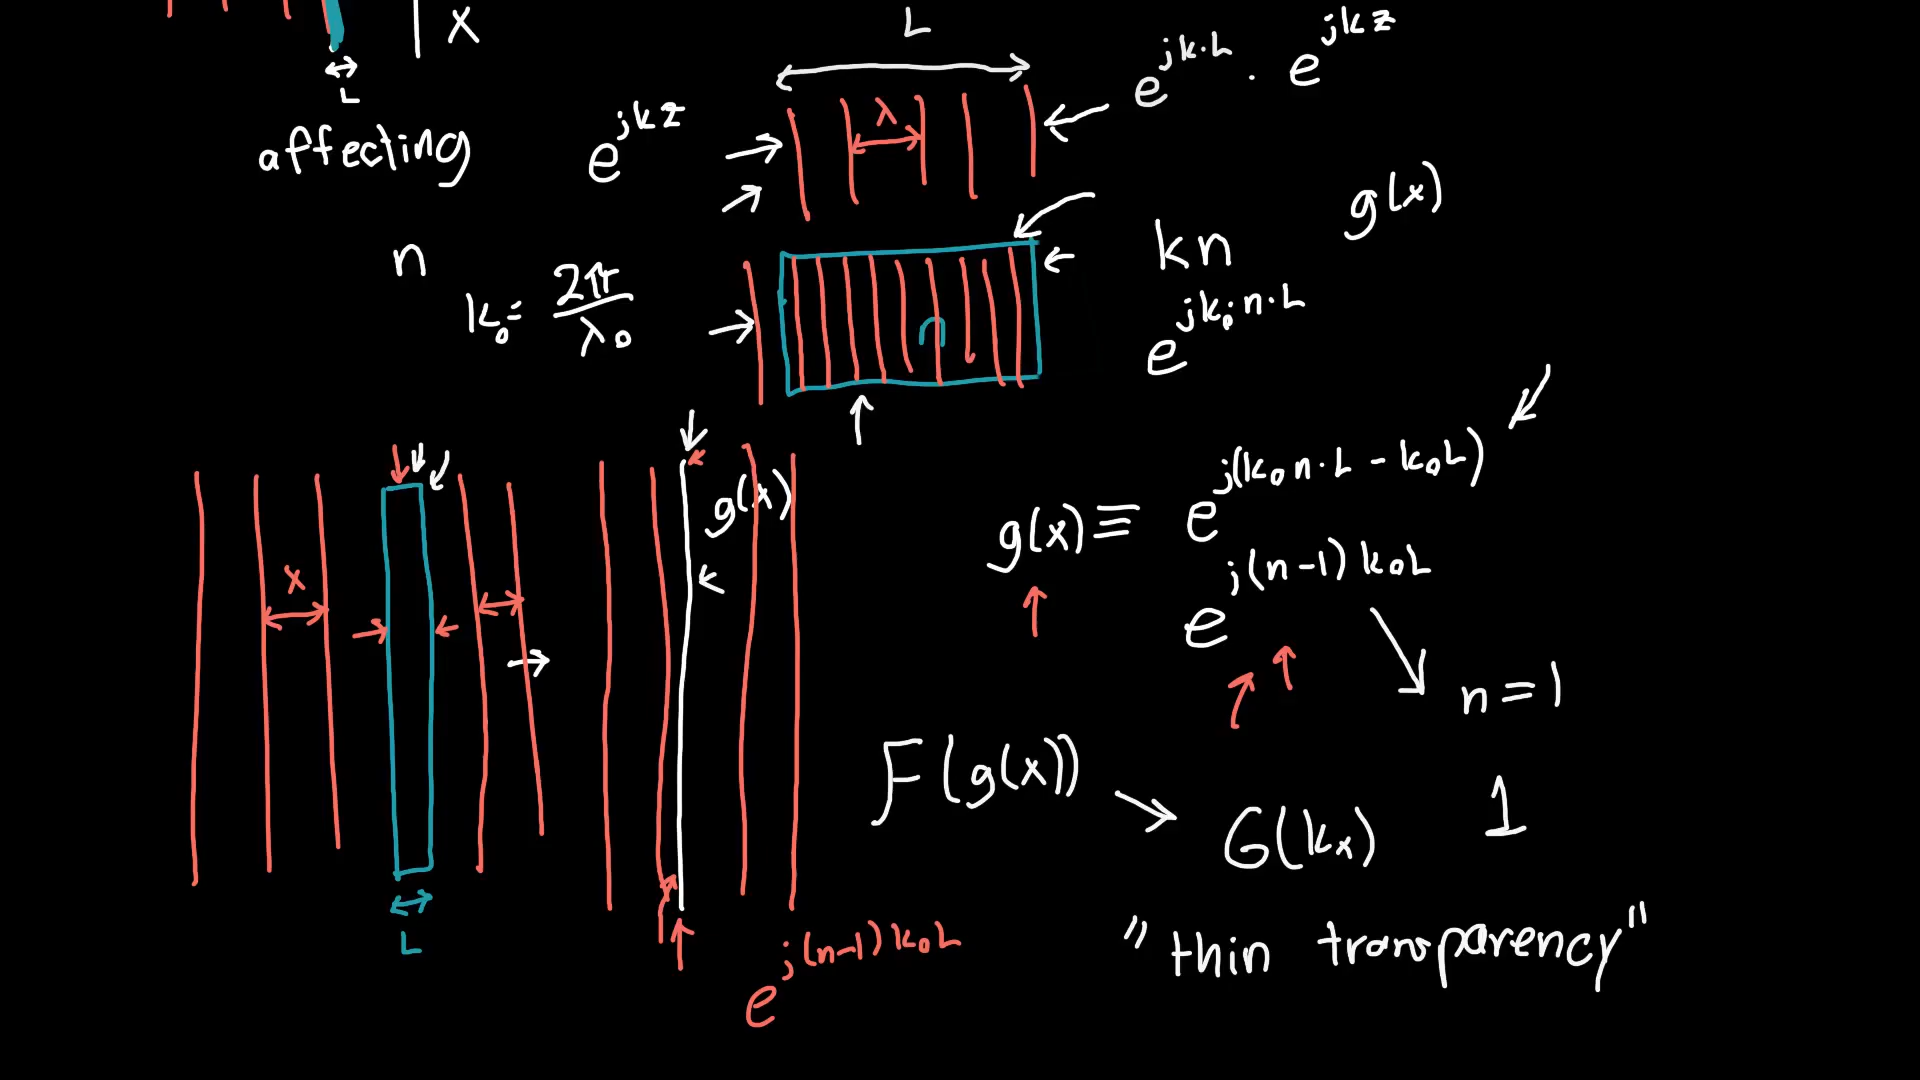 x
L
L
e^{jk·L} · e^{jkz}
affecting
e^{jkz}
λ
g(x)
n
kn
k₀ = 2π/λ₀
n
e^{jk₀n·L}
g(x)
g(x) ≡ e^{j(k₀n·L - k₀L)}
e^{j(n-1)k₀L}
x
n = 1
F(g(x))
G(kₓ)
1
L
e^{j(n-1)k₀L}
"thin transparency"